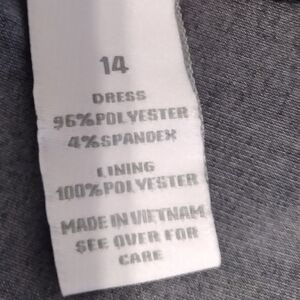 14
DRESS
96%POLYESTER
4%SPANDEX
LINING
100%POLYESTER
MADE IN VIETNAM
SEE OVER FOR
CARE